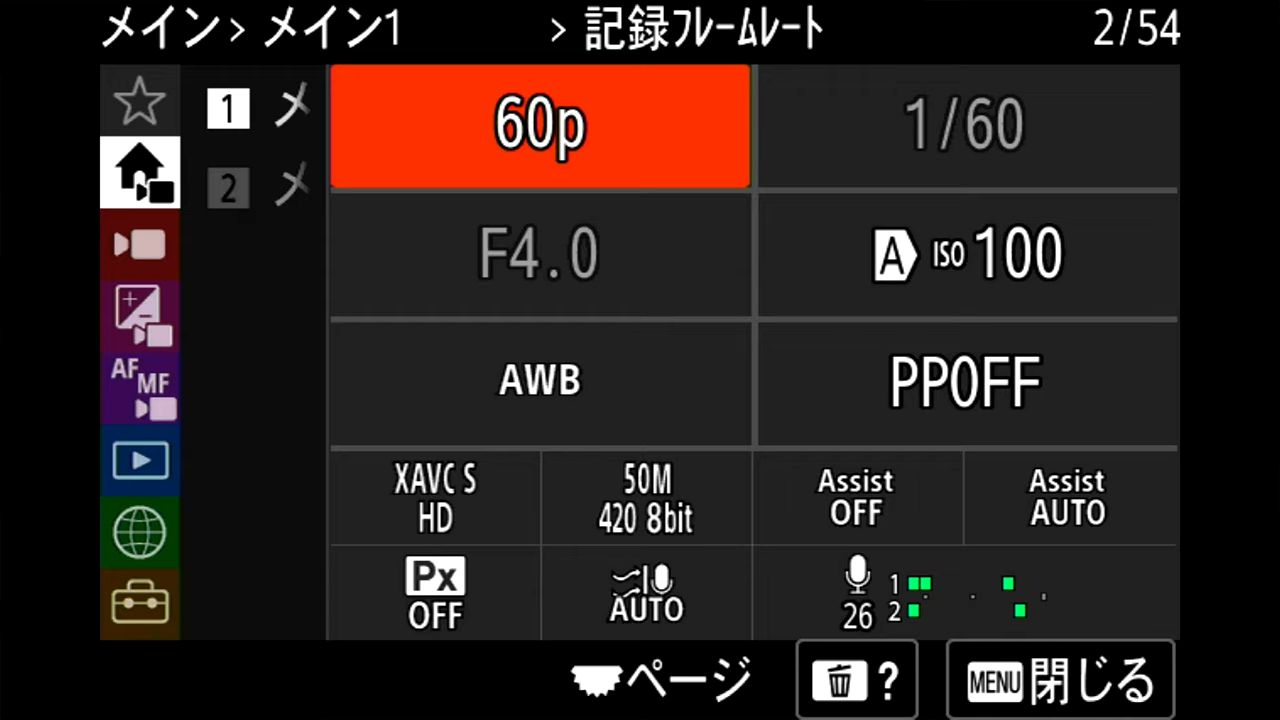 メイン> メイン1 > 記録ﾌﾚｰﾑﾚｰﾄ 2/54
1 メ
2 メ
60p 1/60
F4.0 A ISO 100
AWB PPOFF
AF MF
XAVC S HD
50M 420 8bit
Assist OFF
Assist AUTO
Px OFF
AUTO
26 1 2
ページ ? MENU 閉じる